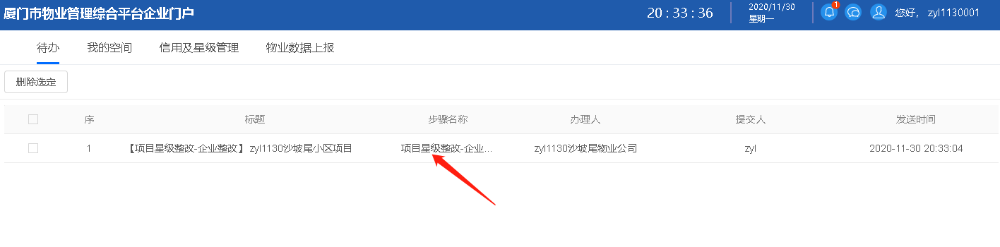 厦门市物业管理综合平台企业门户
20 : 33 : 36
2020/11/30
星期一
1
您好， zyl1130001
待办 我的空间 信用及星级管理 物业数据上报
删除选定
序 标题 步骤名称 办理人 提交人 发送时间
1 【项目星级整改-企业整改】 zyl1130沙坡尾小区项目 项目星级整改-企业... zyl1130沙坡尾物业公司 zyl 2020-11-30 20:33:04